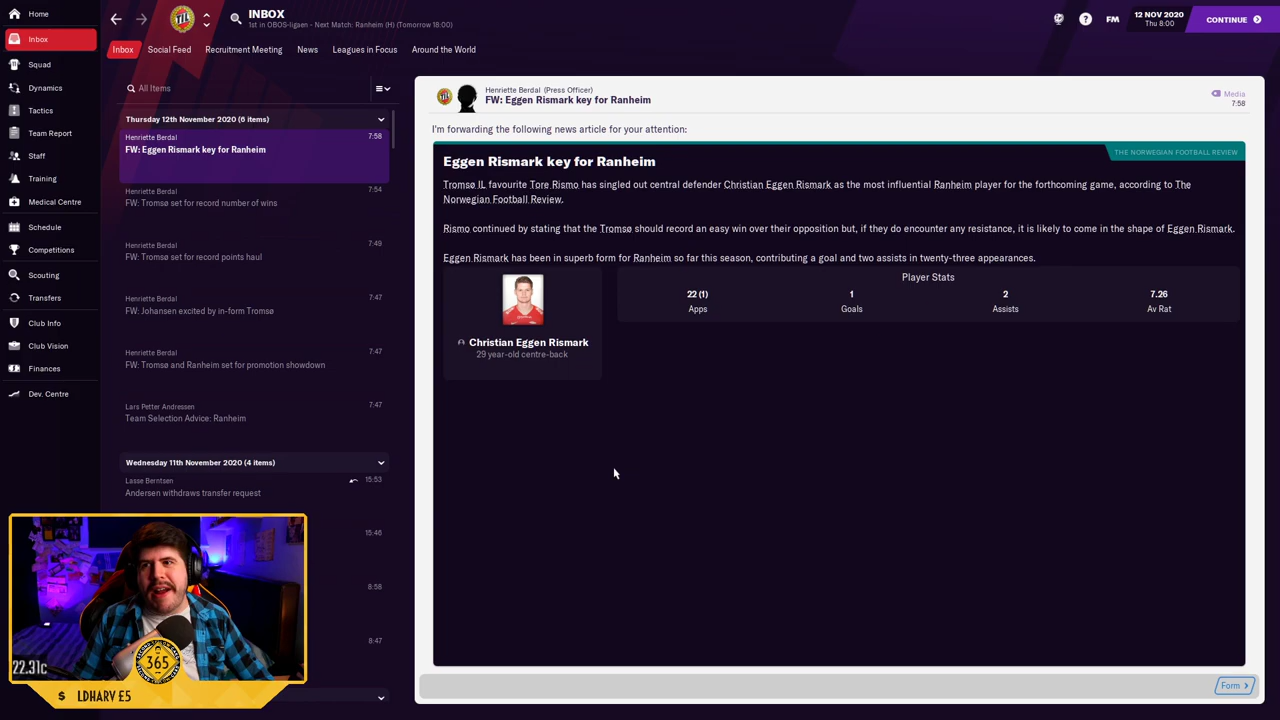 Home
Inbox
Squad
Dynamics
Tactics
Team Report
Staff
Training
Medical Centre
Schedule
Competitions
Scouting
Transfers
Club Info
Club Vision
Finances
Dev. Centre
TIL
INBOX
1st in OBOS-ligaen - Next Match: Ranheim (H) (Tomorrow 18:00)
FM
12 NOV 2020
Thu 8:00
CONTINUE
Inbox
Social Feed
Recruitment Meeting
News
Leagues in Focus
Around the World
All Items
Thursday 12th November 2020 (6 items)
Henriette Berdal
7:58
FW: Eggen Rismark key for Ranheim
Henriette Berdal
7:54
FW: Tromsø set for record number of wins
Henriette Berdal
7:49
FW: Tromsø set for record points haul
Henriette Berdal
7:47
FW: Johansen excited by in-form Tromsø
Henriette Berdal
7:47
FW: Tromsø and Ranheim set for promotion showdown
Lars Petter Andressen
7:47
Team Selection Advice: Ranheim
Wednesday 11th November 2020 (4 items)
Lasse Berntsen
15:53
Andersen withdraws transfer request
15:46
8:58
8:47
Henriette Berdal (Press Officer)
FW: Eggen Rismark key for Ranheim
Media
7:58
I'm forwarding the following news article for your attention:
Eggen Rismark key for Ranheim
THE NORWEGIAN FOOTBALL REVIEW
Tromsø IL favourite Tore Rismo has singled out central defender Christian Eggen Rismark as the most influential Ranheim player for the forthcoming game, according to The
Norwegian Football Review.
Rismo continued by stating that the Tromsø should record an easy win over their opposition but, if they do encounter any resistance, it is likely to come in the shape of Eggen Rismark.
Eggen Rismark has been in superb form for Ranheim so far this season, contributing a goal and two assists in twenty-three appearances.
Christian Eggen Rismark
29 year-old centre-back
Player Stats
22 (1)
1
2
7.26
Apps
Goals
Assists
Av Rat
Form
22.31c
365
$ LDHARY £5